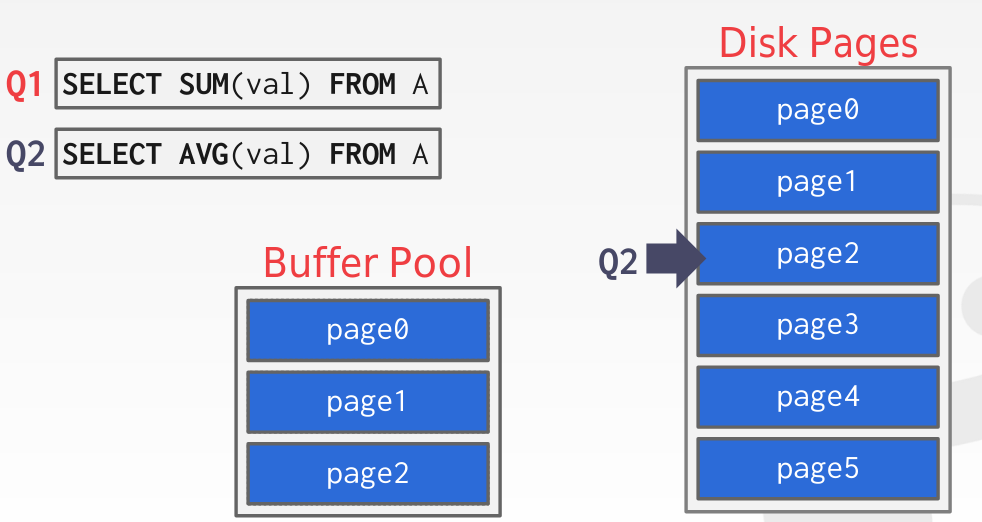 Q1 SELECT SUM(val) FROM A
Q2 SELECT AVG(val) FROM A
Buffer Pool
page0
page1
page2
Disk Pages
page0
page1
Q2 page2
page3
page4
page5